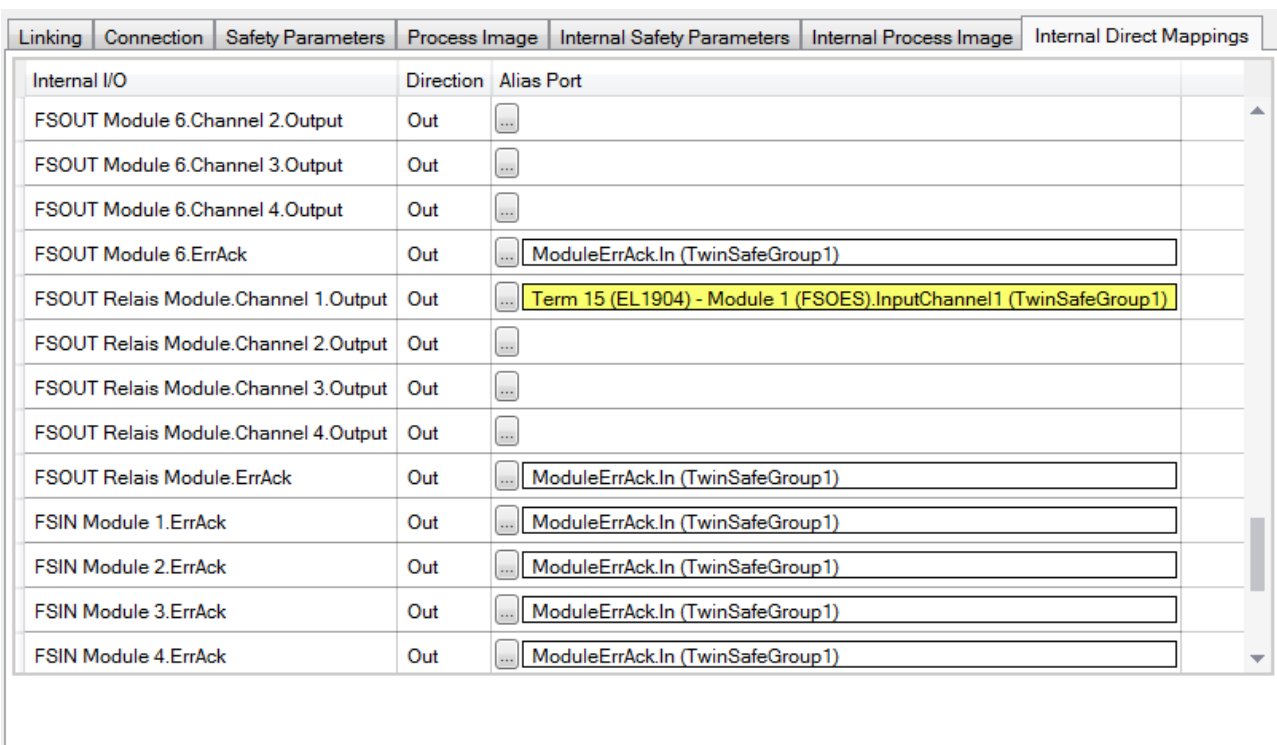 Linking Connection Safety Parameters Process Image Internal Safety Parameters Internal Process Image Internal Direct Mappings
Internal I/O Direction Alias Port
FSOUT Module 6.Channel 2.Output Out ...
FSOUT Module 6.Channel 3.Output Out ...
FSOUT Module 6.Channel 4.Output Out ...
FSOUT Module 6.ErrAck Out ... ModuleErrAck.In (TwinSafeGroup1)
FSOUT Relais Module.Channel 1.Output Out ... Term 15 (EL1904) - Module 1 (FSOES).InputChannel1 (TwinSafeGroup1)
FSOUT Relais Module.Channel 2.Output Out ...
FSOUT Relais Module.Channel 3.Output Out ...
FSOUT Relais Module.Channel 4.Output Out ...
FSOUT Relais Module.ErrAck Out ... ModuleErrAck.In (TwinSafeGroup1)
FSIN Module 1.ErrAck Out ... ModuleErrAck.In (TwinSafeGroup1)
FSIN Module 2.ErrAck Out ... ModuleErrAck.In (TwinSafeGroup1)
FSIN Module 3.ErrAck Out ... ModuleErrAck.In (TwinSafeGroup1)
FSIN Module 4.ErrAck Out ... ModuleErrAck.In (TwinSafeGroup1)